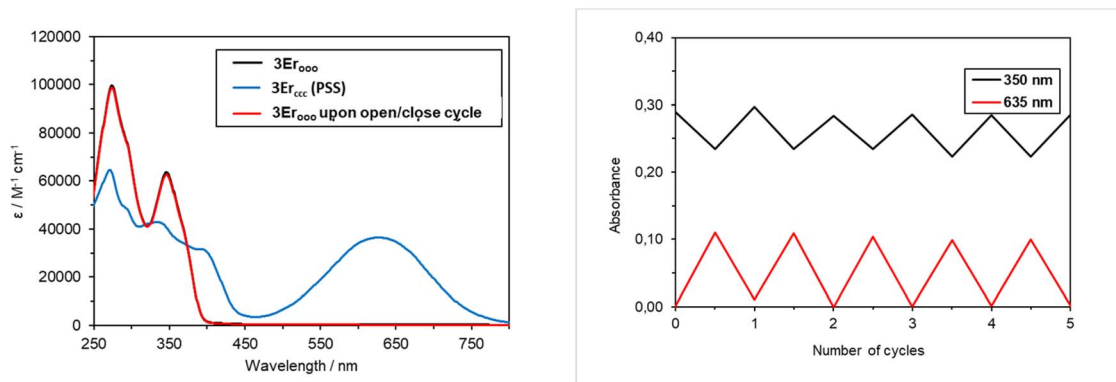 120000
100000
80000
60000
40000
20000
0
ε / M⁻¹ cm⁻¹
3Erₒₒₒ
3Er꜀꜀꜀ (PSS)
3Erₒₒₒ upon open/close cycle
250 350 450 550 650 750
Wavelength / nm
0,40
0,30
0,20
0,10
0,00
Absorbance
350 nm
635 nm
0 1 2 3 4 5
Number of cycles